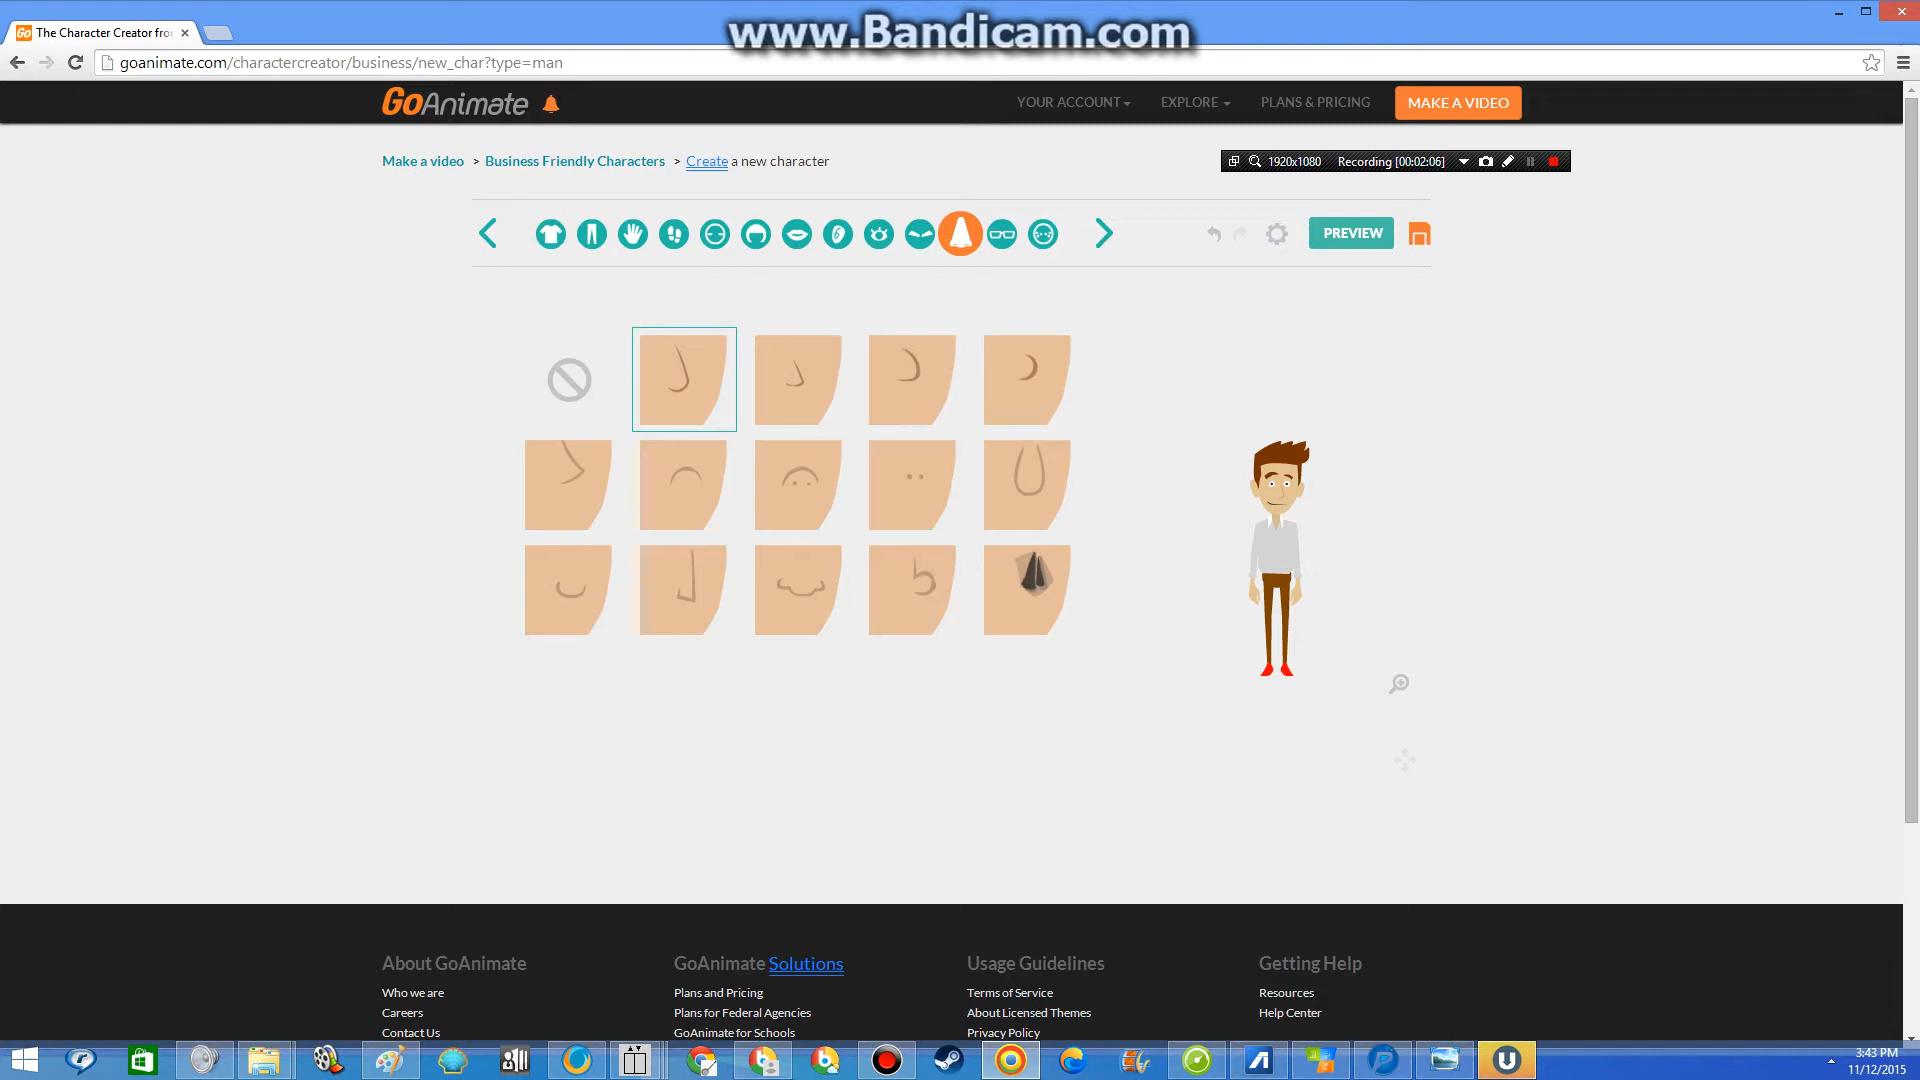 www.Bandicam.com
Go The Character Creator fro
goanimate.com/charactercreator/business/new_char?type=man
GoAnimate
YOUR ACCOUNT
EXPLORE
PLANS & PRICING
MAKE A VIDEO
Make a video > Business Friendly Characters > Create a new character
1920x1080 Recording [00:02:06]
PREVIEW
About GoAnimate
GoAnimate Solutions
Usage Guidelines
Getting Help
Who we are
Plans and Pricing
Terms of Service
Resources
Careers
Plans for Federal Agencies
About Licensed Themes
Help Center
Contact Us
GoAnimate for Schools
Privacy Policy
3:43 PM
11/12/2015